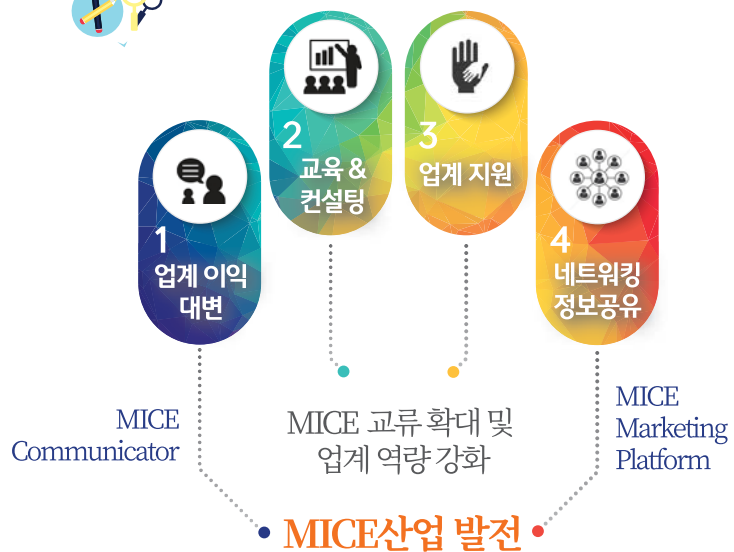 1
업계 이익
대변
2
교육 &
컨설팅
3
업계 지원
4
네트워킹
정보공유
MICE
Communicator
MICE 교류 확대 및
업계 역량 강화
MICE
Marketing
Platform
MICE산업 발전